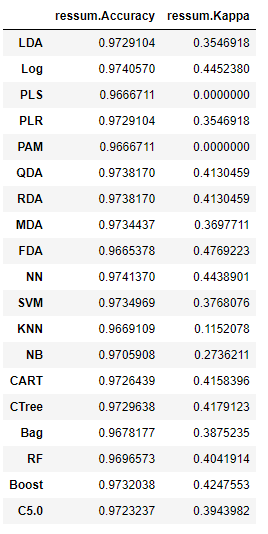 ressum.Accuracy ressum.Kappa
LDA 0.9729104 0.3546918
Log 0.9740570 0.4452380
PLS 0.9666711 0.0000000
PLR 0.9729104 0.3546918
PAM 0.9666711 0.0000000
QDA 0.9738170 0.4130459
RDA 0.9738170 0.4130459
MDA 0.9734437 0.3697711
FDA 0.9665378 0.4769223
NN 0.9741370 0.4438901
SVM 0.9734969 0.3768076
KNN 0.9669109 0.1152078
NB 0.9705908 0.2736211
CART 0.9726439 0.4158396
CTree 0.9729638 0.4179123
Bag 0.9678177 0.3875235
RF 0.9696573 0.4041914
Boost 0.9732038 0.4247553
C5.0 0.9723237 0.3943982